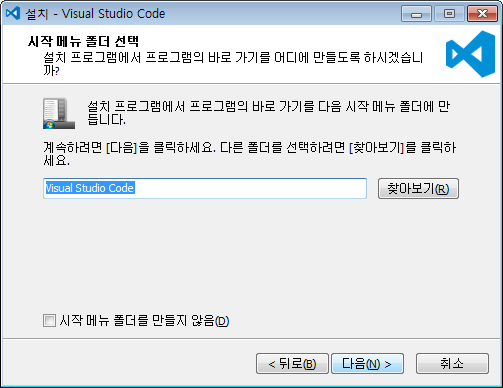 설치 - Visual Studio Code
시작 메뉴 폴더 선택
설치 프로그램에서 프로그램의 바로 가기를 어디에 만들도록 하시겠습니
까?
설치 프로그램에서 프로그램의 바로 가기를 다음 시작 메뉴 폴더에 만
듭니다.
계속하려면 [다음]을 클릭하세요. 다른 폴더를 선택하려면 [찾아보기]를 클릭하
세요.
Visual Studio Code
찾아보기(R)
시작 메뉴 폴더를 만들지 않음(D)
< 뒤로(B)
다음(N) >
취소